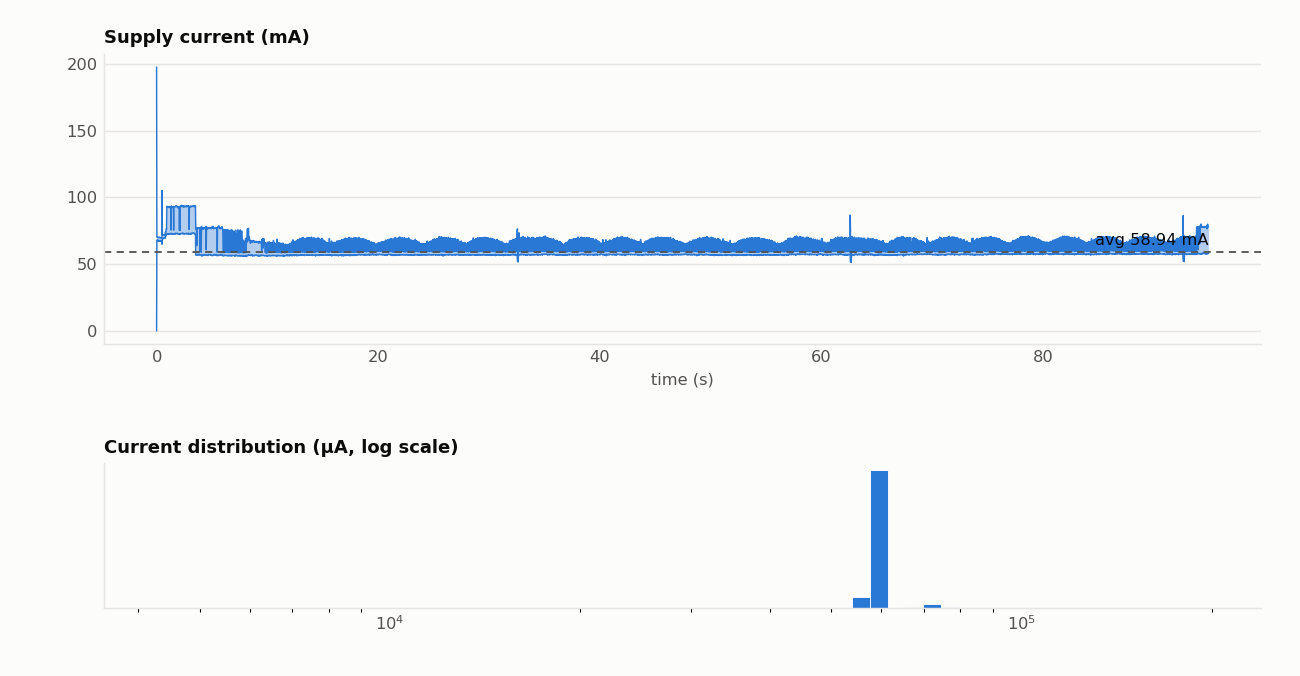 Supply current (mA)
200
150
100
50
0
avg 58.94 mA
0 20 40 60 80
time (s)
Current distribution (µA, log scale)
10⁴ 10⁵